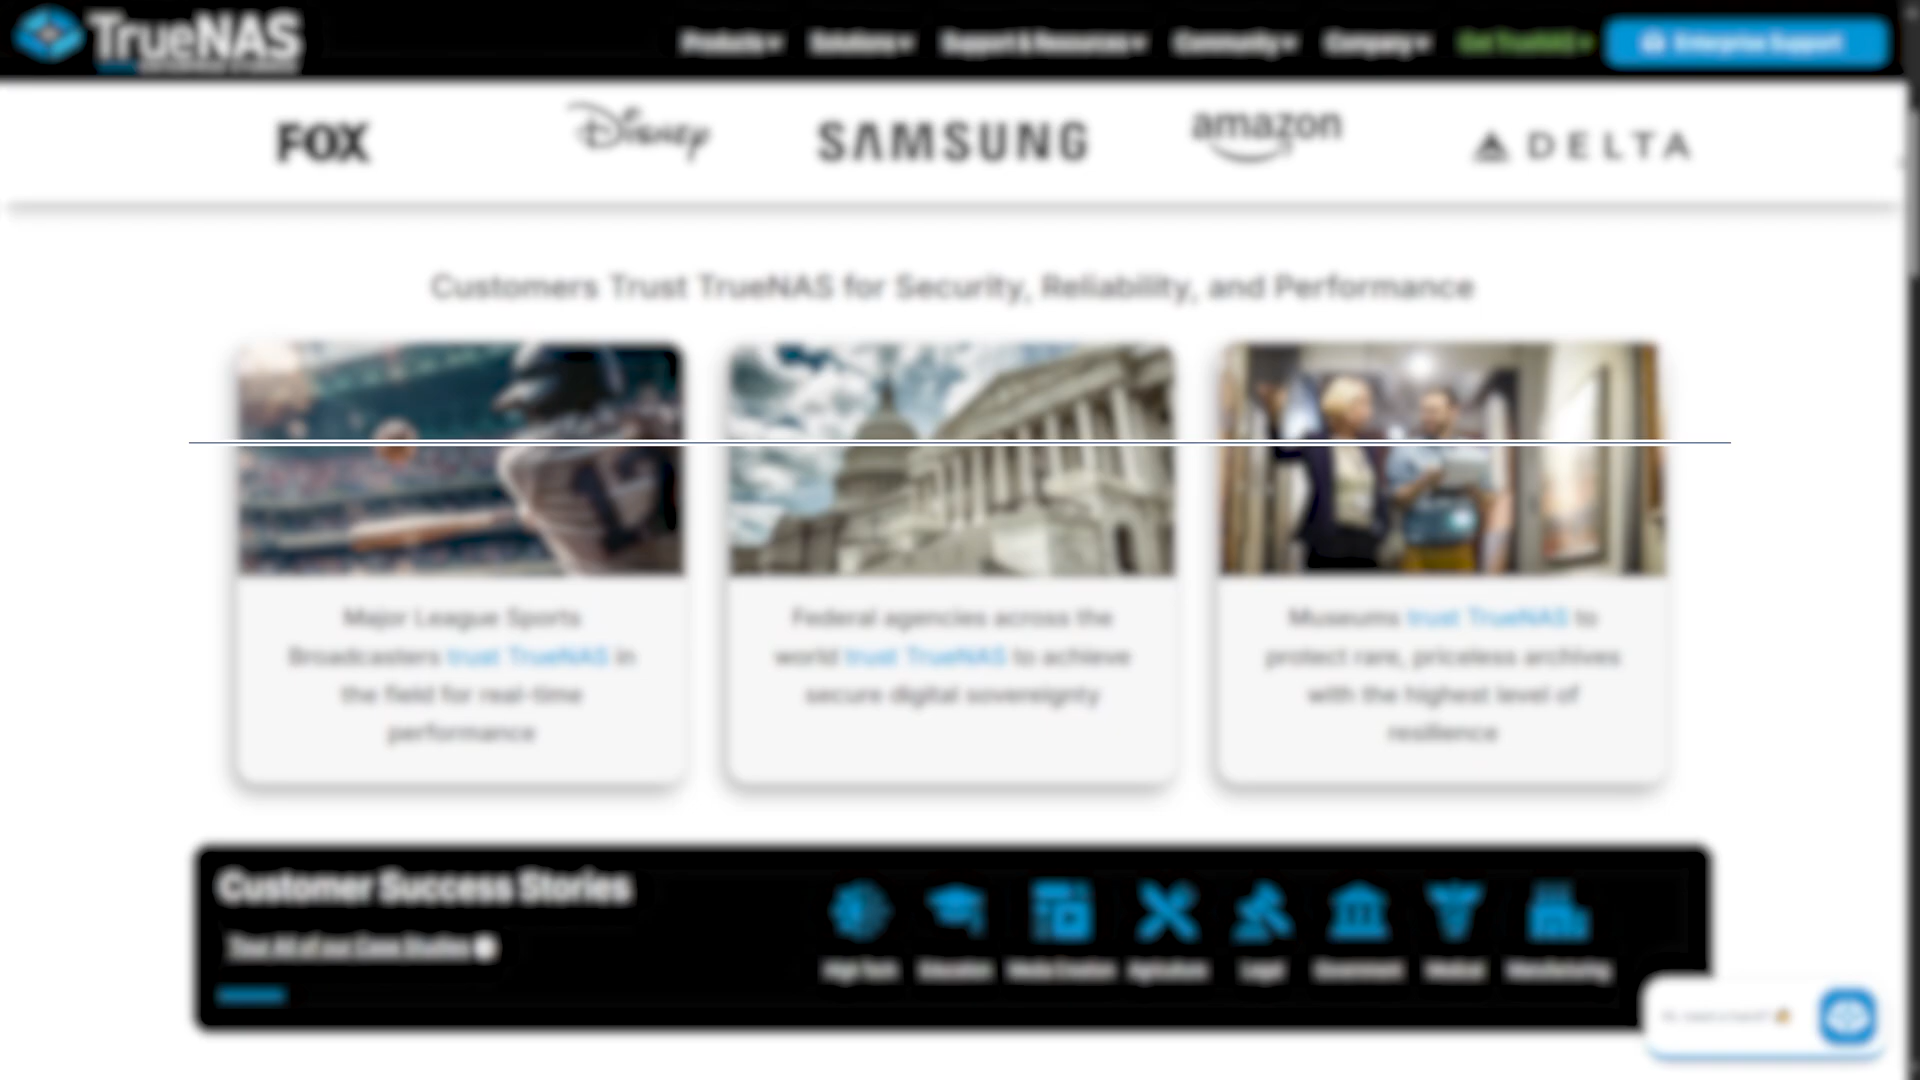 TrueNAS
Products Solutions Support & Resources Community Company Get TrueNAS Enterprise Support
FOX Disney SAMSUNG amazon DELTA
Customers Trust TrueNAS for Security, Reliability, and Performance
Major League Sports
Broadcasters trust TrueNAS in
the field for real-time
performance
Federal agencies across the
world trust TrueNAS to achieve
secure digital sovereignty
Museums trust TrueNAS to
protect rare, priceless archives
with the highest level of
resilience
Customer Success Stories
Tour All of our Case Studies
High Tech Education Media Creation Agriculture Legal Government Medical Manufacturing